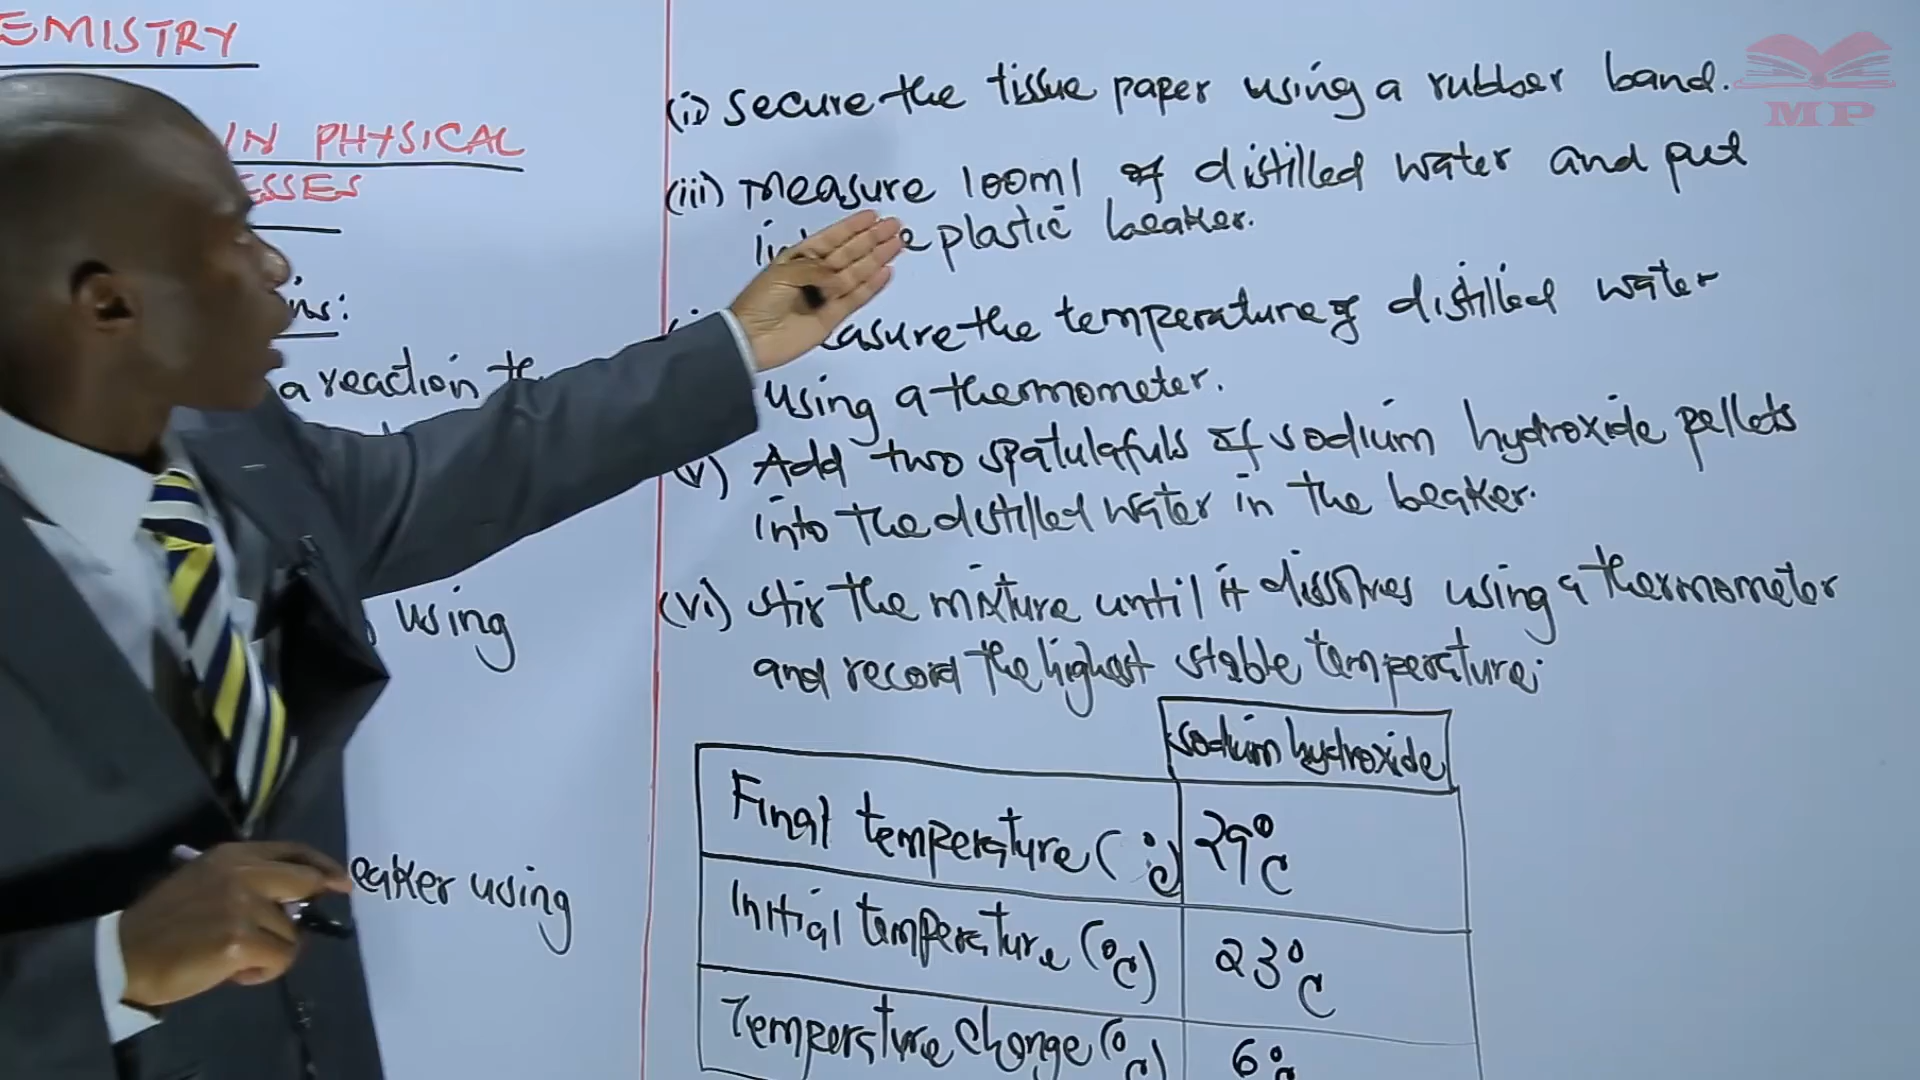 EMISTRY
IN PHYSICAL
ESSES
ins:
a reaction th
using
eaker using
(ii) secure the tissue paper using a rubber band.
(iii) measure 100ml of distilled water and put
plastic beaker.
asure the temperature of distilled water
using a thermometer.
(v) Add two spatulafuls of sodium hydroxide pellets
into the distilled water in the beaker.
(vi) stir the mixture until it dissolves using a thermometer
and record the highest stable temperature.
sodium hydroxide
Final temperature (°C) 29°C
Initial temperature (°C) 23°C
Temperature change (°C) 6°C
MP